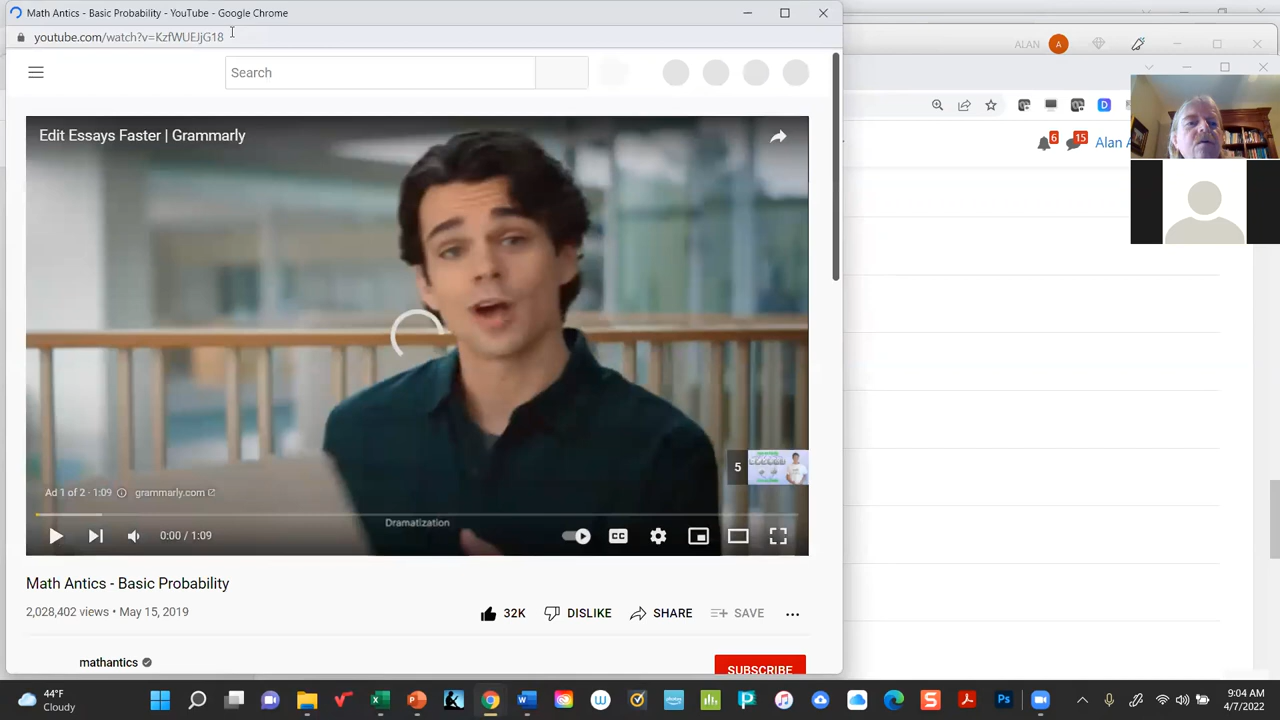 Math Antics - Basic Probability - YouTube - Google Chrome
youtube.com/watch?v=KzfWUEJjG18
ALAN A
Search
6 15 Alan A
Edit Essays Faster | Grammarly
5
Ad 1 of 2 · 1:09 grammarly.com
Dramatization
0:00 / 1:09
CC
Math Antics - Basic Probability
2,028,402 views • May 15, 2019
32K DISLIKE SHARE SAVE
mathantics
SUBSCRIBE
44°F
Cloudy
9:04 AM
4/7/2022